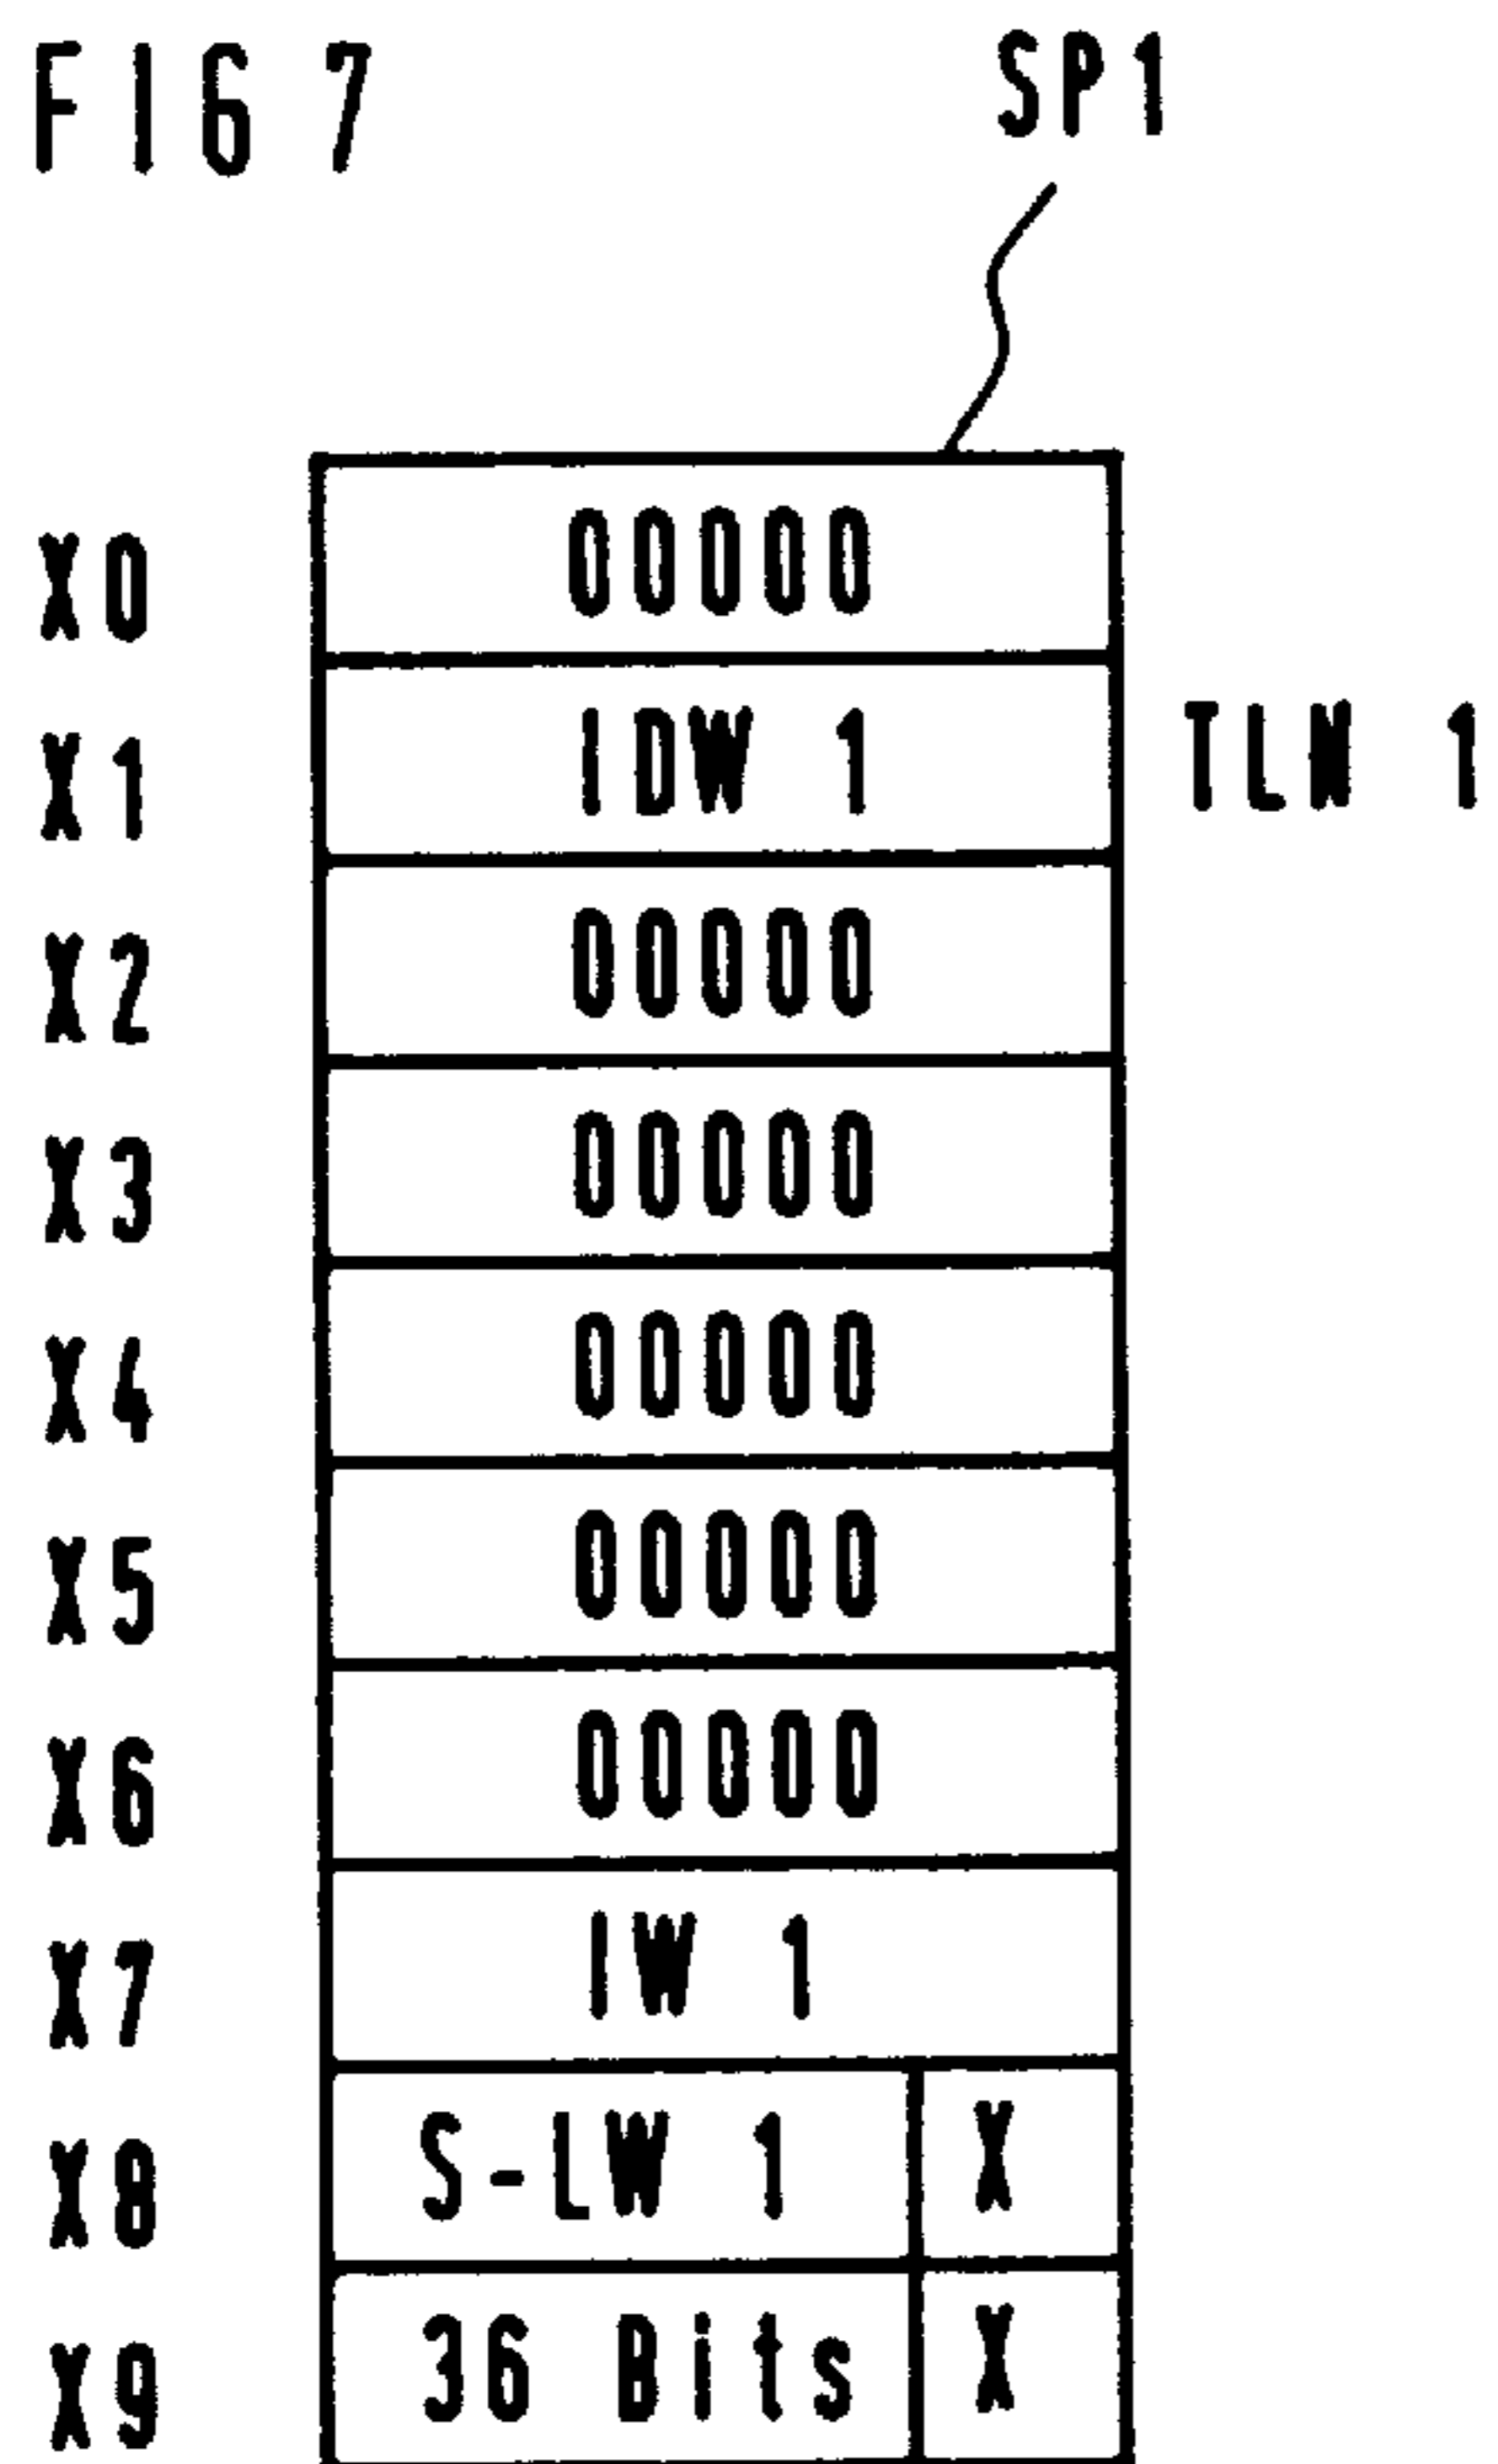 FIG 7
SP1
X0 00000
X1 IDW 1 TLW 1
X2 00000
X3 00000
X4 00000
X5 00000
X6 00000
X7 IW 1
X8 S-LW 1 X
X9 36 Bits X